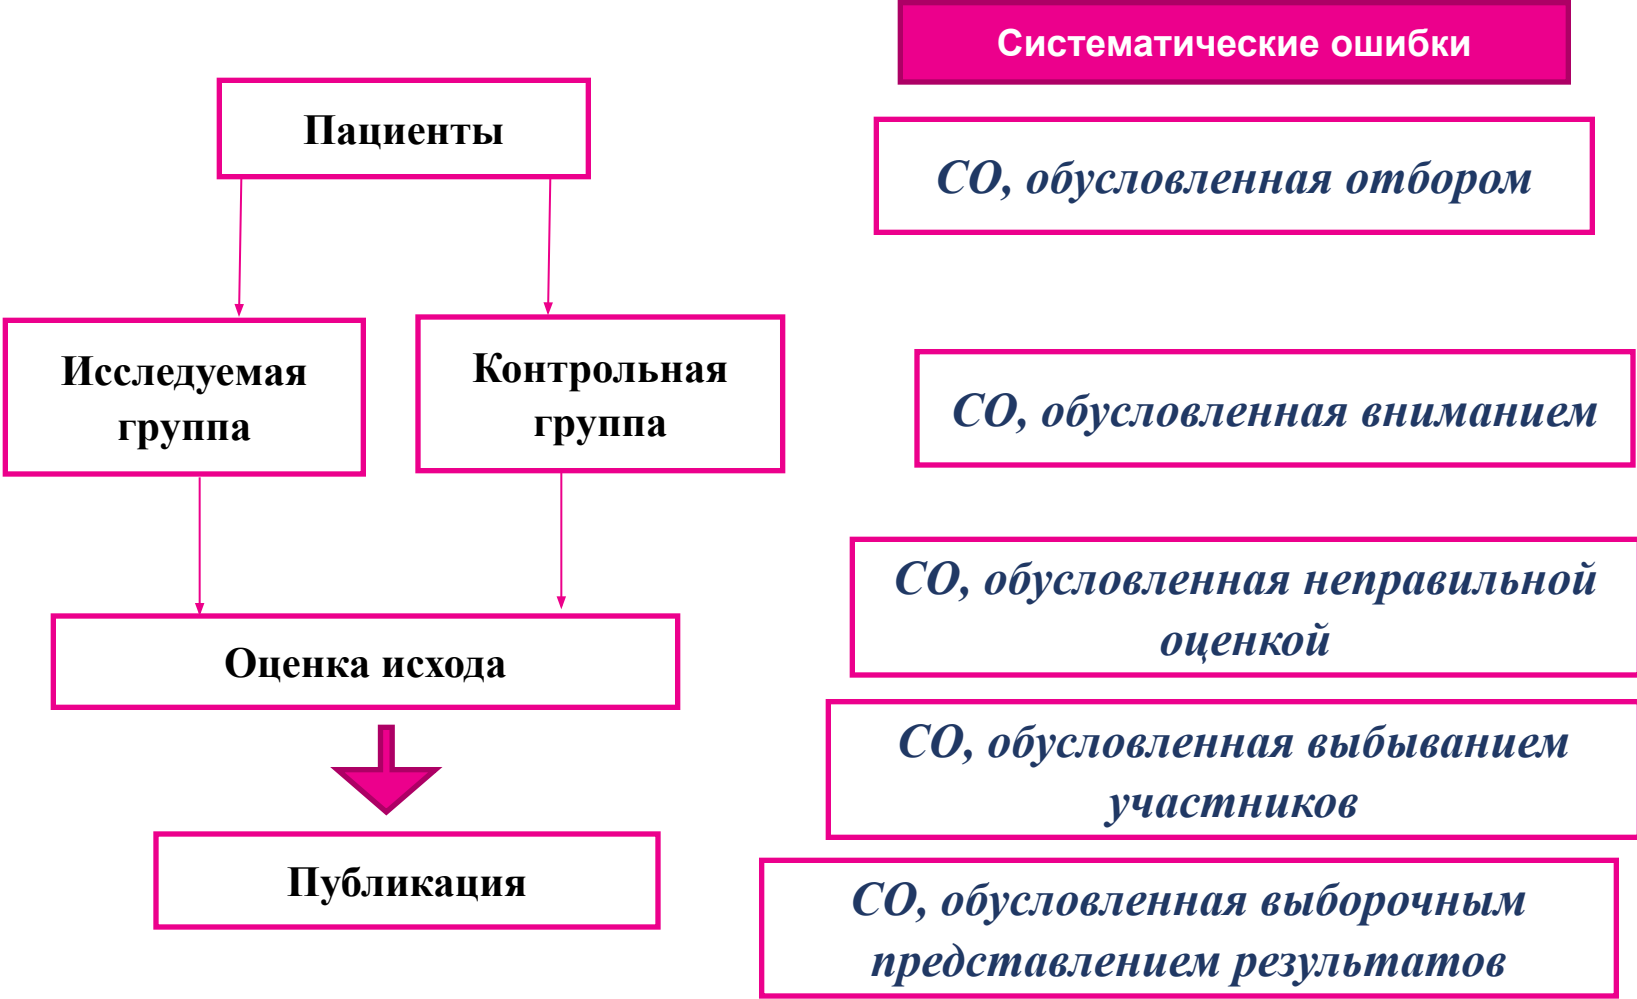 Систематические ошибки
Пациенты
СО, обусловленная отбором
Исследуемая
группа
Контрольная
группа
СО, обусловленная вниманием
СО, обусловленная неправильной
оценкой
Оценка исхода
СО, обусловленная выбыванием
участников
Публикация
СО, обусловленная выборочным
представлением результатов